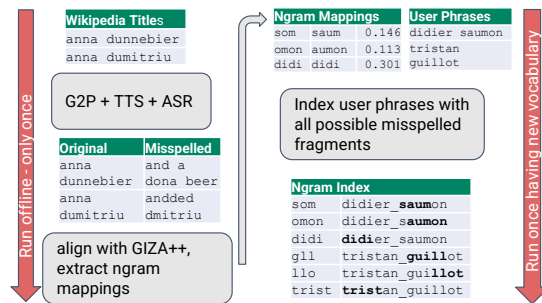 Wikipedia Titles
anna dunnebier
anna dumitriu
G2P + TTS + ASR
Original Misspelled
anna and a
dunnebier dona beer
anna andded
dumitriu dmitriu
align with GIZA++,
extract ngram
mappings
Run offline - only once
Ngram Mappings
som saum 0.146
omon aumon 0.113
didi didi 0.301
User Phrases
didier saumon
tristan
guillot
Index user phrases with
all possible misspelled
fragments
Ngram Index
som didier_saumon
omon didier_saumon
didi didier_saumon
gll tristan_guillot
llo tristan_guillot
trist tristan_guillot
Run once having new vocabulary